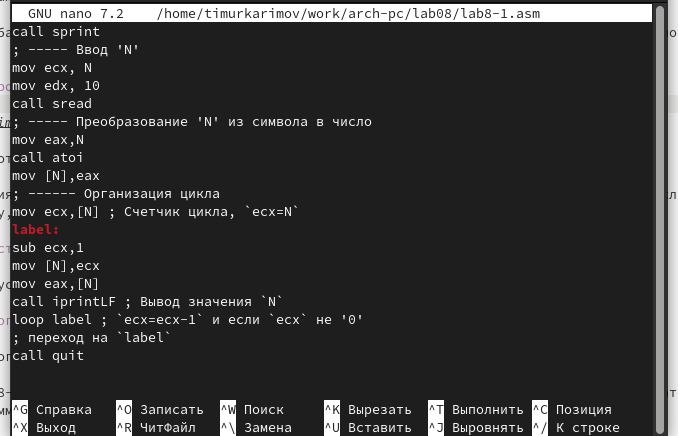 GNU nano 7.2 /home/timurkarimov/work/arch-pc/lab08/lab8-1.asm
call sprint
; ----- Ввод 'N'
mov ecx, N
mov edx, 10
call sread
; ----- Преобразование 'N' из символа в число
mov eax,N
call atoi
mov [N],eax
; ------ Организация цикла
mov ecx,[N] ; Счетчик цикла, `ecx=N`
label:
sub ecx,1
mov [N],ecx
mov eax,[N]
call iprintLF ; Вывод значения `N`
loop label ; `ecx=ecx-1` и если `ecx` не '0'
; переход на `label`
call quit
^G Справка ^O Записать ^W Поиск ^K Вырезать ^T Выполнить ^C Позиция
^X Выход ^R ЧитФайл ^\ Замена ^U Вставить ^J Выровнять ^/ К строке